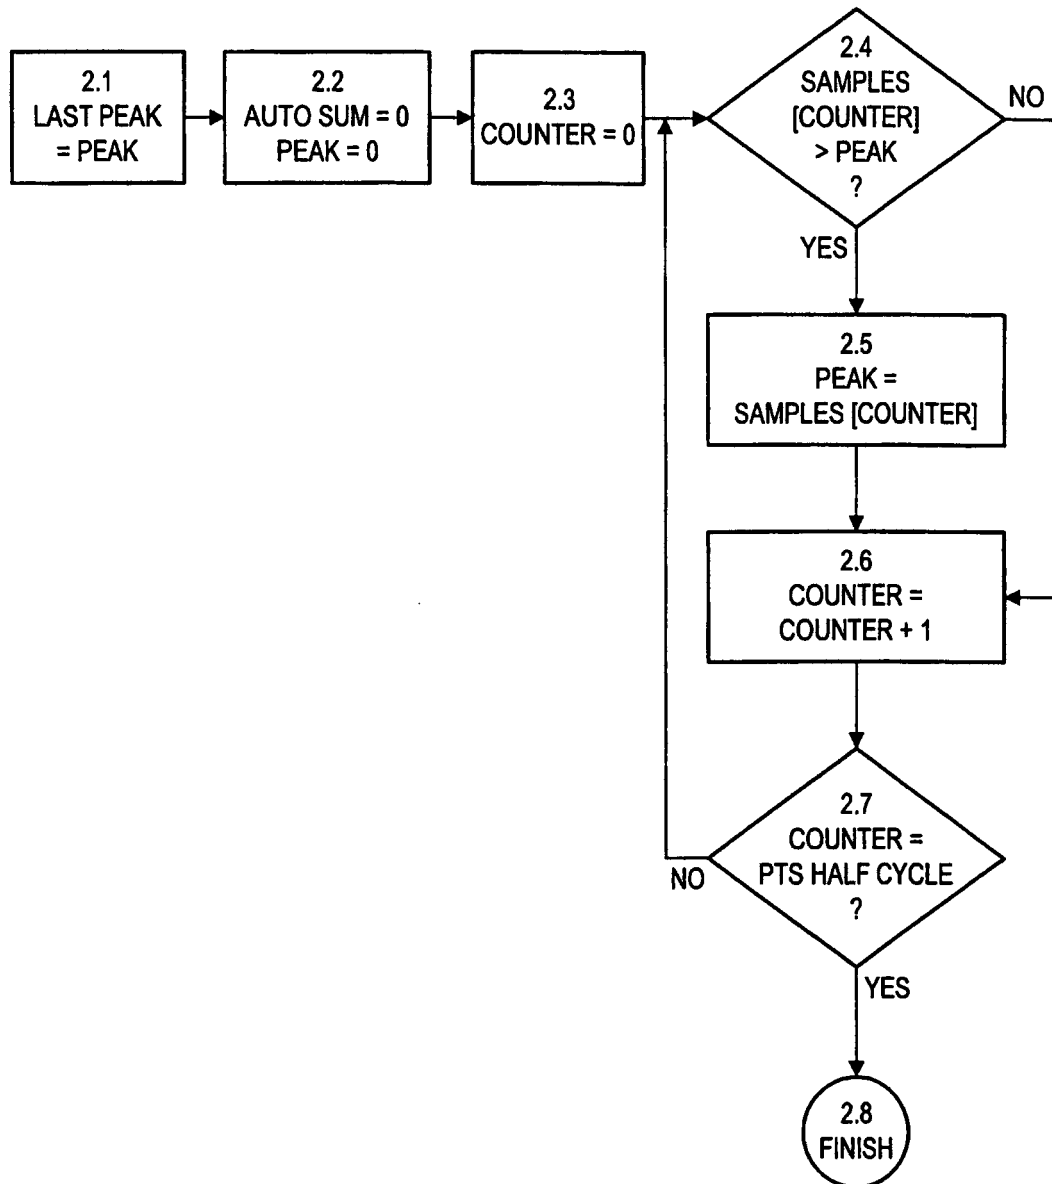 2.1
LAST PEAK
= PEAK
2.2
AUTO SUM = 0
PEAK = 0
2.3
COUNTER = 0
2.4
SAMPLES
[COUNTER]
> PEAK
?
NO
YES
2.5
PEAK =
SAMPLES [COUNTER]
2.6
COUNTER =
COUNTER + 1
2.7
COUNTER =
PTS HALF CYCLE
?
NO
YES
2.8
FINISH